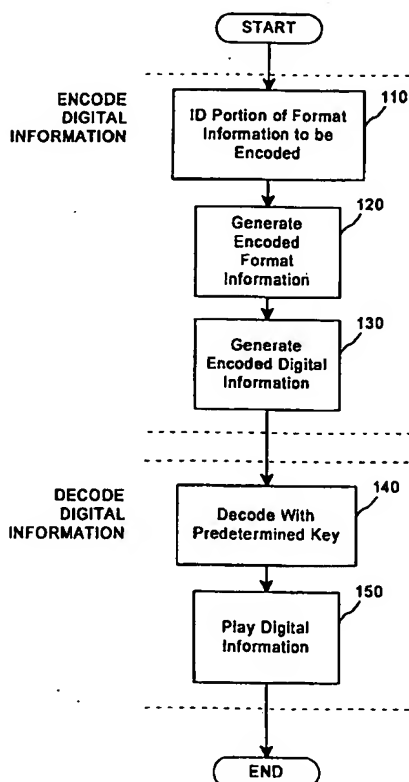 START
ENCODE
DIGITAL
INFORMATION
110
ID Portion of Format
Information to be
Encoded
120
Generate
Encoded
Format
Information
130
Generate
Encoded Digital
Information
DECODE
DIGITAL
INFORMATION
140
Decode With
Predetermined Key
150
Play Digital
Information
END